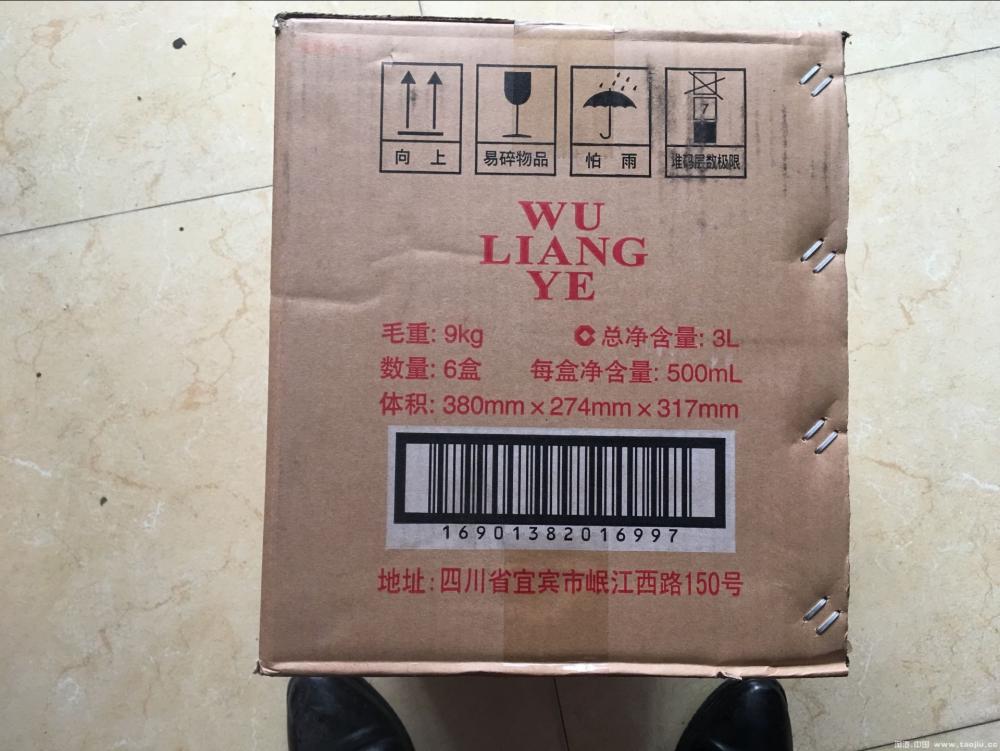 向上 易碎物品 怕雨 堆码层数极限
7
WU
LIANG
YE
毛重: 9kg 总净含量: 3L
数量: 6盒 每盒净含量: 500mL
体积: 380mm×274mm×317mm
16901382016997
地址: 四川省宜宾市岷江西路150号
www.taojiu.cc